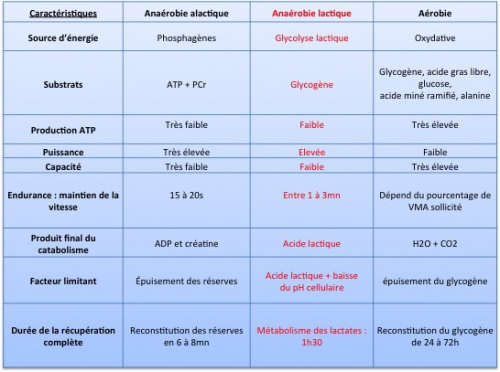 Caractéristiques Anaérobie alactique Anaérobie lactique Aérobie
Source d'énergie Phosphagènes Glycolyse lactique Oxydative
Substrats ATP + PCr Glycogène Glycogène, acide gras libre,
glucose,
acide miné ramifié, alanine
Production ATP Très faible Faible Très élevée
Puissance Très élevée Elevée Faible
Capacité Très faible Faible Très élevée
Endurance : maintien de la
vitesse 15 à 20s Entre 1 à 3mn Dépend du pourcentage de
VMA sollicité
Produit final du
catabolisme ADP et créatine Acide lactique H2O + CO2
Facteur limitant Épuisement des réserves Acide lactique + baisse
du pH cellulaire épuisement du glycogène
Durée de la récupération
complète Reconstitution des réserves
en 6 à 8mn Métabolisme des lactates :
1h30 Reconstitution du glycogène
de 24 à 72h